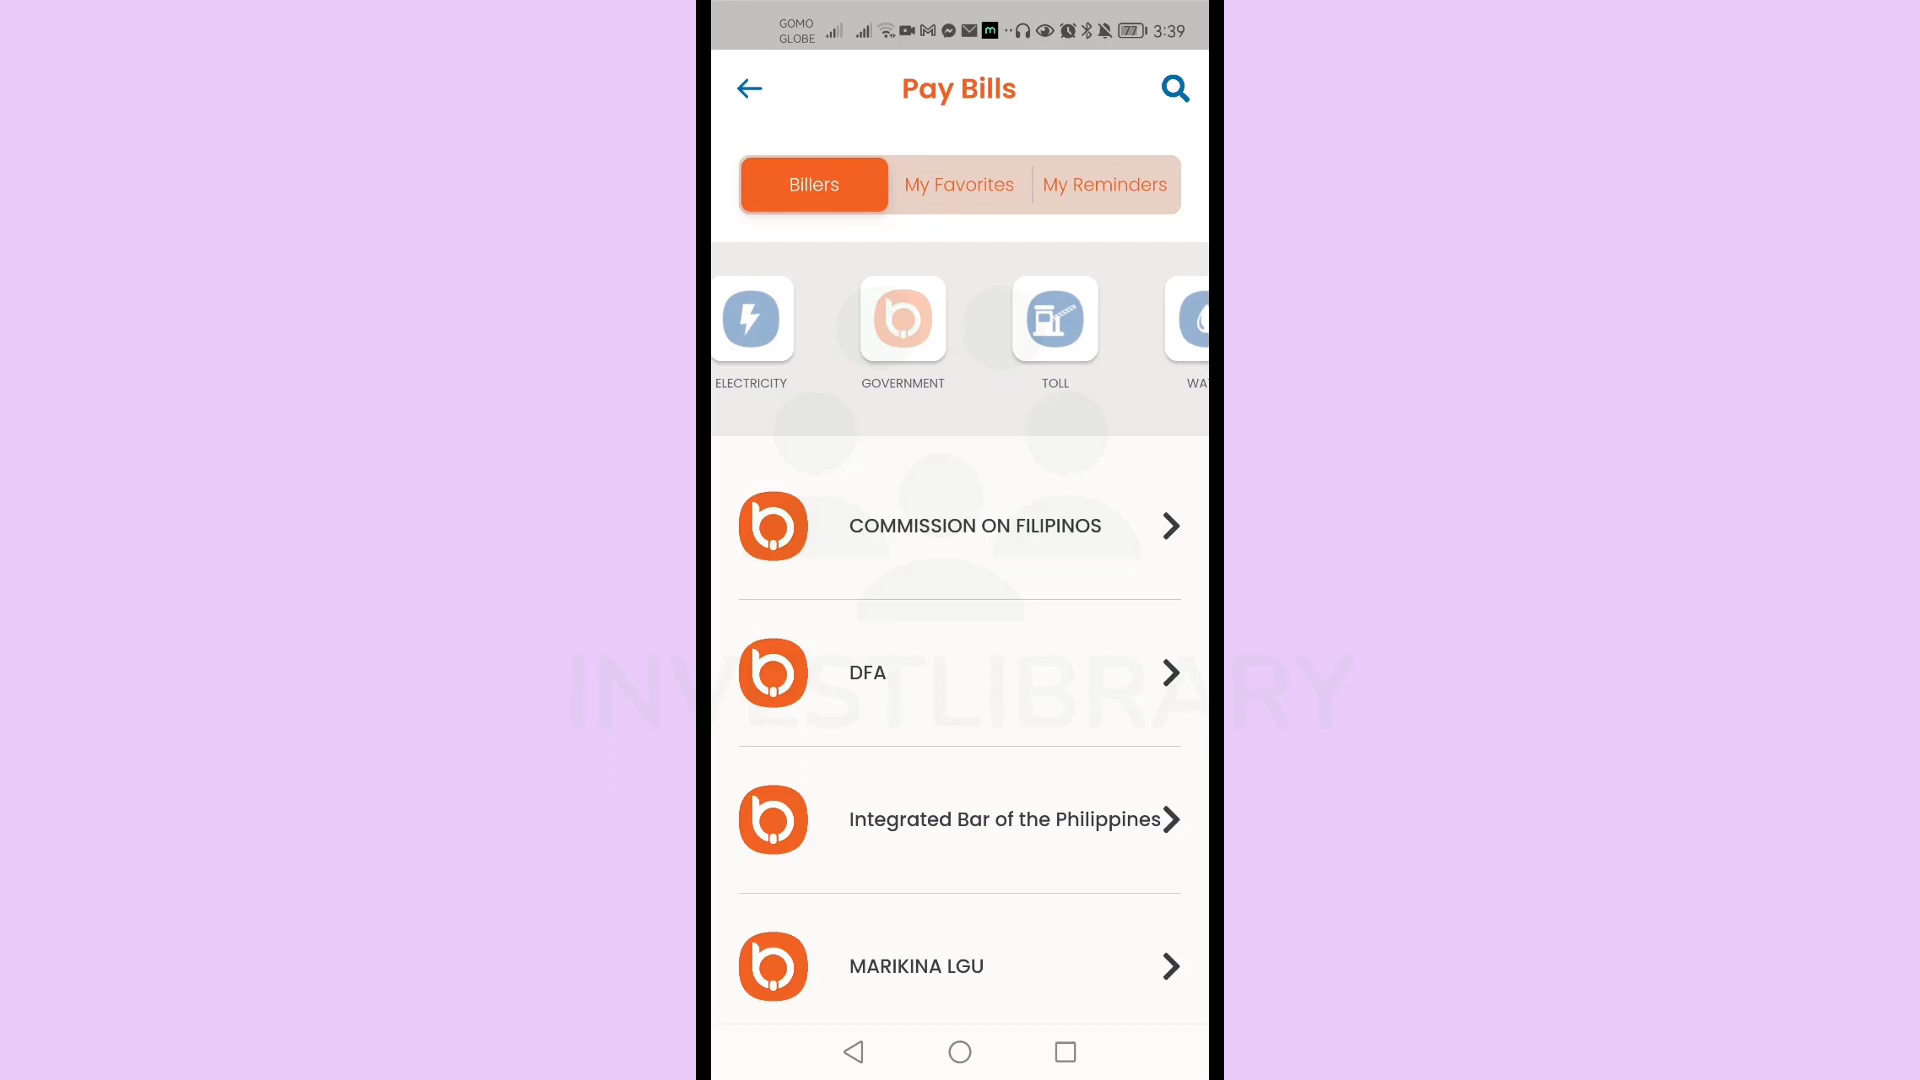 GOMO
GLOBE
77
3:39
Pay Bills
Billers
My Favorites
My Reminders
ELECTRICITY
GOVERNMENT
TOLL
WA
COMMISSION ON FILIPINOS
DFA
INVESTLIBRARY
Integrated Bar of the Philippines
MARIKINA LGU